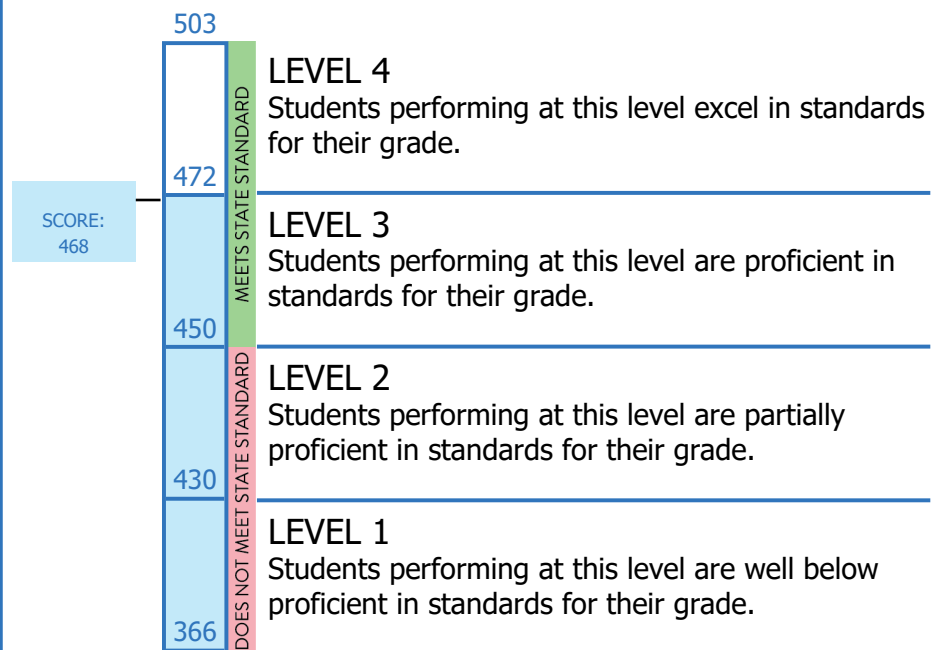 503
LEVEL 4
Students performing at this level excel in standards
for their grade.
472
MEETS STATE STANDARD
SCORE:
468
LEVEL 3
Students performing at this level are proficient in
standards for their grade.
450
LEVEL 2
Students performing at this level are partially
proficient in standards for their grade.
430
DOES NOT MEET STATE STANDARD
LEVEL 1
Students performing at this level are well below
proficient in standards for their grade.
366